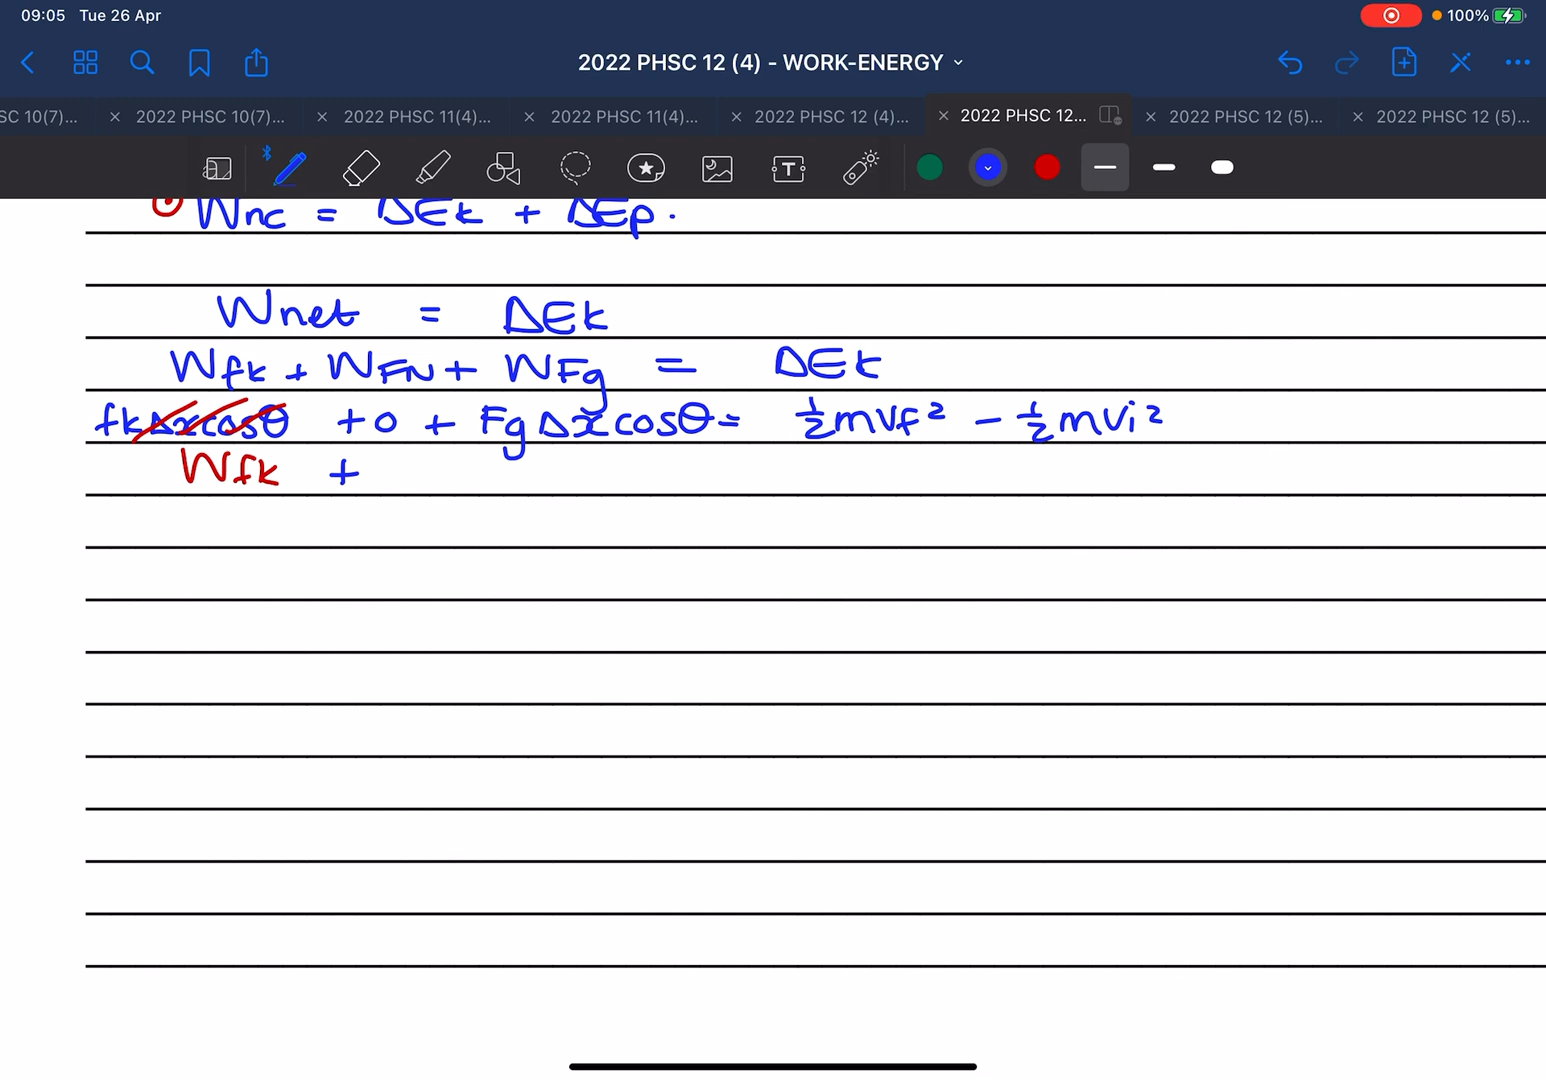 09:05 Tue 26 Apr 100%
2022 PHSC 12 (4) - WORK-ENERGY
SC 10(7)... 2022 PHSC 10(7)... 2022 PHSC 11(4)... 2022 PHSC 11(4)... 2022 PHSC 12 (4)... 2022 PHSC 12... 2022 PHSC 12 (5)... 2022 PHSC 12 (5)...
Wnc = ΔEk + ΔEp.
Wnet = ΔEk
Wfk + WFN + WFg = ΔEk
fkΔxcosθ + 0 + FgΔxcosθ = ½mvf² - ½mvi²
Wfk +